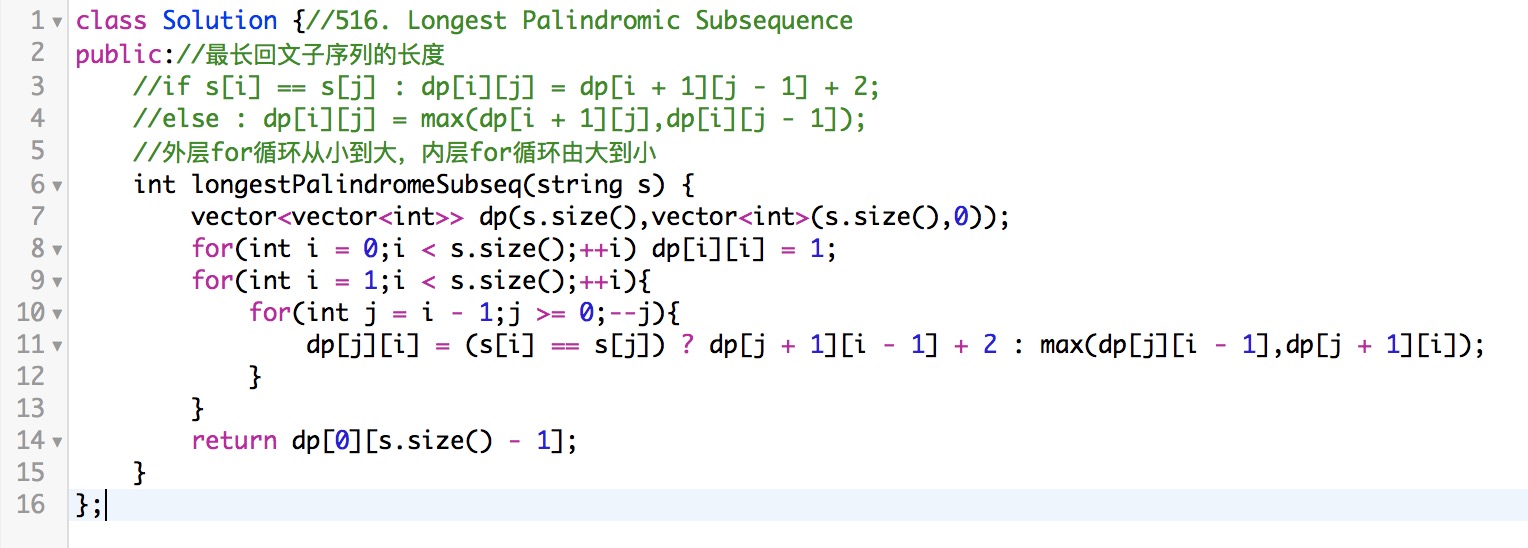 1 class Solution {//516. Longest Palindromic Subsequence
2 public://最长回文子序列的长度
3     //if s[i] == s[j] : dp[i][j] = dp[i + 1][j - 1] + 2;
4     //else : dp[i][j] = max(dp[i + 1][j],dp[i][j - 1]);
5     //外层for循环从小到大，内层for循环由大到小
6     int longestPalindromeSubseq(string s) {
7         vector<vector<int>> dp(s.size(),vector<int>(s.size(),0));
8         for(int i = 0;i < s.size();++i) dp[i][i] = 1;
9         for(int i = 1;i < s.size();++i){
10             for(int j = i - 1;j >= 0;--j){
11                 dp[j][i] = (s[i] == s[j]) ? dp[j + 1][i - 1] + 2 : max(dp[j][i - 1],dp[j + 1][i]);
12             }
13         }
14         return dp[0][s.size() - 1];
15     }
16 };